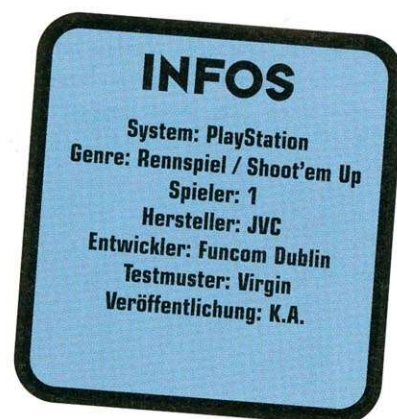 INFOS
System: PlayStation
Genre: Rennspiel / Shoot'em Up
Spieler: 1
Hersteller: JVC
Entwickler: Funcom Dublin
Testmuster: Virgin
Veröffentlichung: K.A.